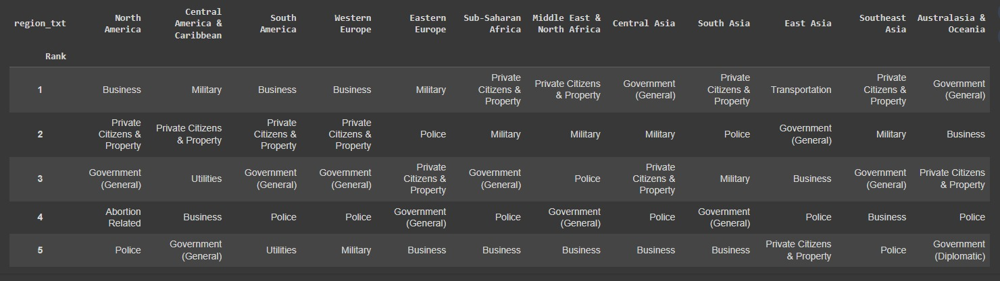 region_txt North America Central America & Caribbean South America Western Europe Eastern Europe Sub-Saharan Africa Middle East & North Africa Central Asia South Asia East Asia Southeast Asia Australasia & Oceania
Rank
1 Business Military Business Business Military Private Citizens & Property Private Citizens & Property Government (General) Private Citizens & Property Transportation Private Citizens & Property Government (General)
2 Private Citizens & Property Private Citizens & Property Private Citizens & Property Private Citizens & Property Police Military Military Military Police Government (General) Military Business
3 Government (General) Utilities Government (General) Government (General) Private Citizens & Property Government (General) Police Private Citizens & Property Military Business Government (General) Private Citizens & Property
4 Abortion Related Business Police Police Government (General) Police Government (General) Police Government (General) Police Business Police
5 Police Government (General) Utilities Military Business Business Business Business Business Private Citizens & Property Police Government (Diplomatic)